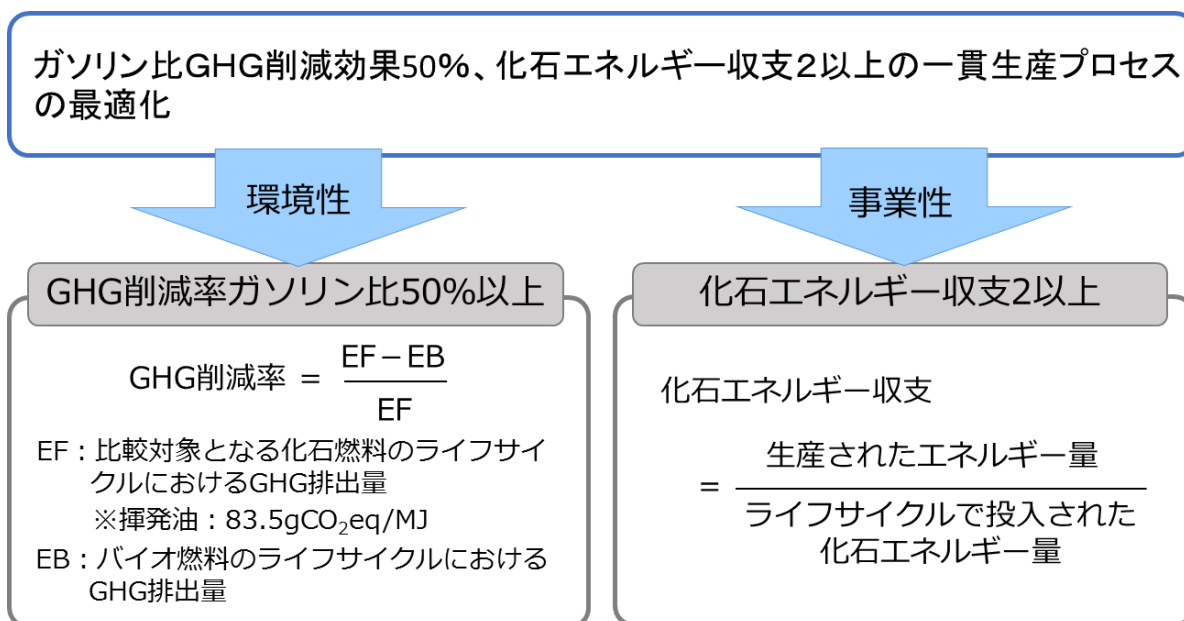 ガソリン比GHG削減効果50%、化石エネルギー収支2以上の一貫生産プロセス
の最適化
環境性
事業性
GHG削減率ガソリン比50%以上
GHG削減率 = EF－EB
EF
EF：比較対象となる化石燃料のライフサイ
クルにおけるGHG排出量
※揮発油：83.5gCO₂eq/MJ
EB：バイオ燃料のライフサイクルにおける
GHG排出量
化石エネルギー収支2以上
化石エネルギー収支
= 生産されたエネルギー量
ライフサイクルで投入された
化石エネルギー量